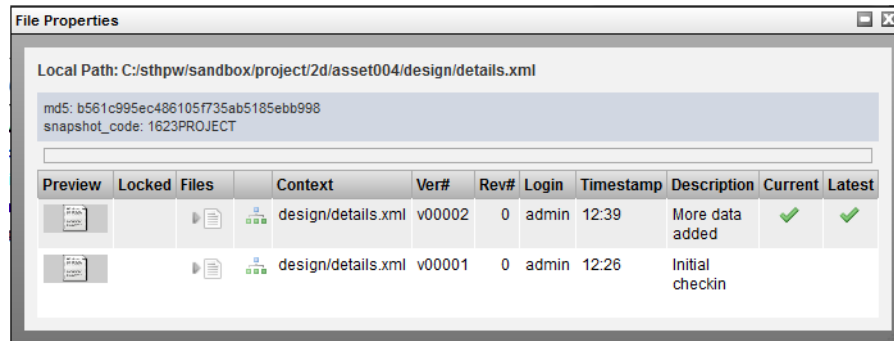 File Properties
Local Path: C:/sthpw/sandbox/project/2d/asset004/design/details.xml
md5: b561c995ec486105f735ab5185ebb998
snapshot_code: 1623PROJECT
Preview Locked Files Context Ver# Rev# Login Timestamp Description Current Latest
design/details.xml v00002 0 admin 12:39 More data
added
design/details.xml v00001 0 admin 12:26 Initial
checkin